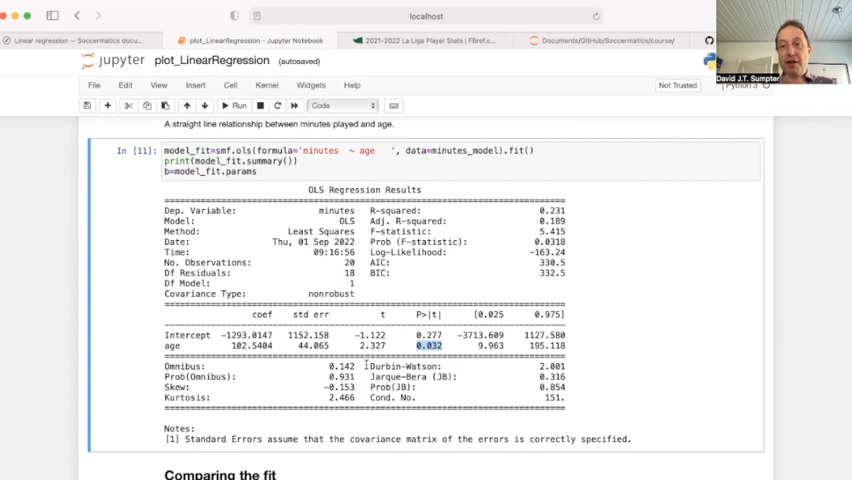 localhost
Linear regression — Soccermatics docu...
plot_LinearRegression - Jupyter Notebook
2021-2022 La Liga Player Stats | FBref.c...
Documents/GitHub/Soccermatics/course/
David J.T. Sumpter
jupyter plot_LinearRegression (autosaved)
File Edit View Insert Cell Kernel Widgets Help
Not Trusted
Python 3
Run
Code
A straight line relationship between minutes played and age.
In [11]: model_fit=smf.ols(formula='minutes ~ age ', data=minutes_model).fit()
print(model_fit.summary())
b=model_fit.params
OLS Regression Results
Dep. Variable: minutes R-squared: 0.231
Model: OLS Adj. R-squared: 0.189
Method: Least Squares F-statistic: 5.415
Date: Thu, 01 Sep 2022 Prob (F-statistic): 0.0318
Time: 09:16:56 Log-Likelihood: -163.24
No. Observations: 20 AIC: 330.5
Df Residuals: 18 BIC: 332.5
Df Model: 1
Covariance Type: nonrobust
coef std err t P>|t| [0.025 0.975]
Intercept -1293.0147 1152.158 -1.122 0.277 -3713.609 1127.580
age 102.5404 44.065 2.327 0.032 9.963 195.118
Omnibus: 0.142 Durbin-Watson: 2.001
Prob(Omnibus): 0.931 Jarque-Bera (JB): 0.316
Skew: -0.153 Prob(JB): 0.854
Kurtosis: 2.466 Cond. No. 151.
Notes:
[1] Standard Errors assume that the covariance matrix of the errors is correctly specified.
Comparing the fit